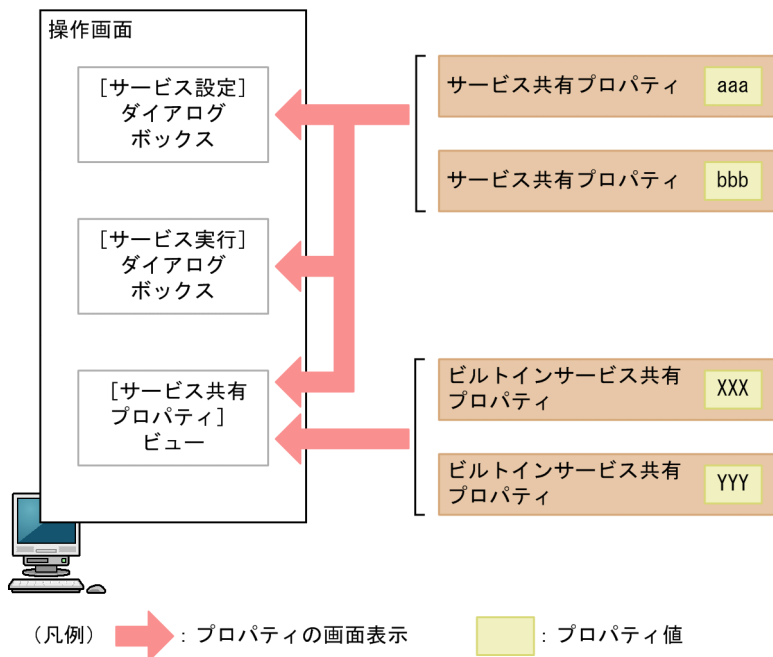 操作画面
[サービス設定]
ダイアログ
ボックス
[サービス実行]
ダイアログ
ボックス
[サービス共有
プロパティ]
ビュー
サービス共有プロパティ aaa
サービス共有プロパティ bbb
ビルトインサービス共有
プロパティ
XXX
ビルトインサービス共有
プロパティ
YYY
(凡例) : プロパティの画面表示 : プロパティ値